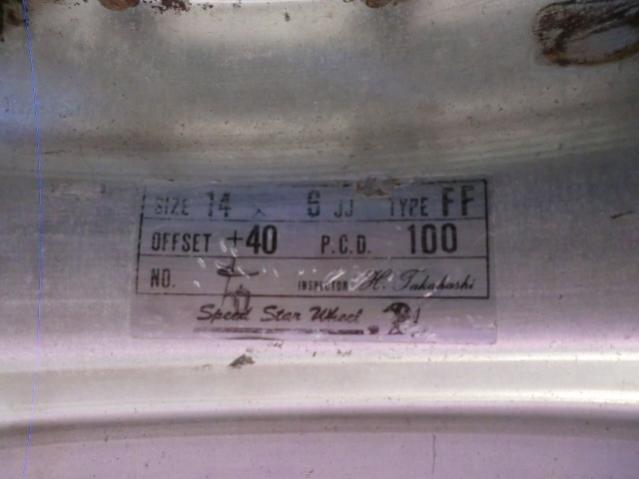 SIZE 14 x 6 JJ TYPE FF
OFFSET +40 P.C.D. 100
NO. INSPECTOR H. Takahashi
Speed Star Wheel